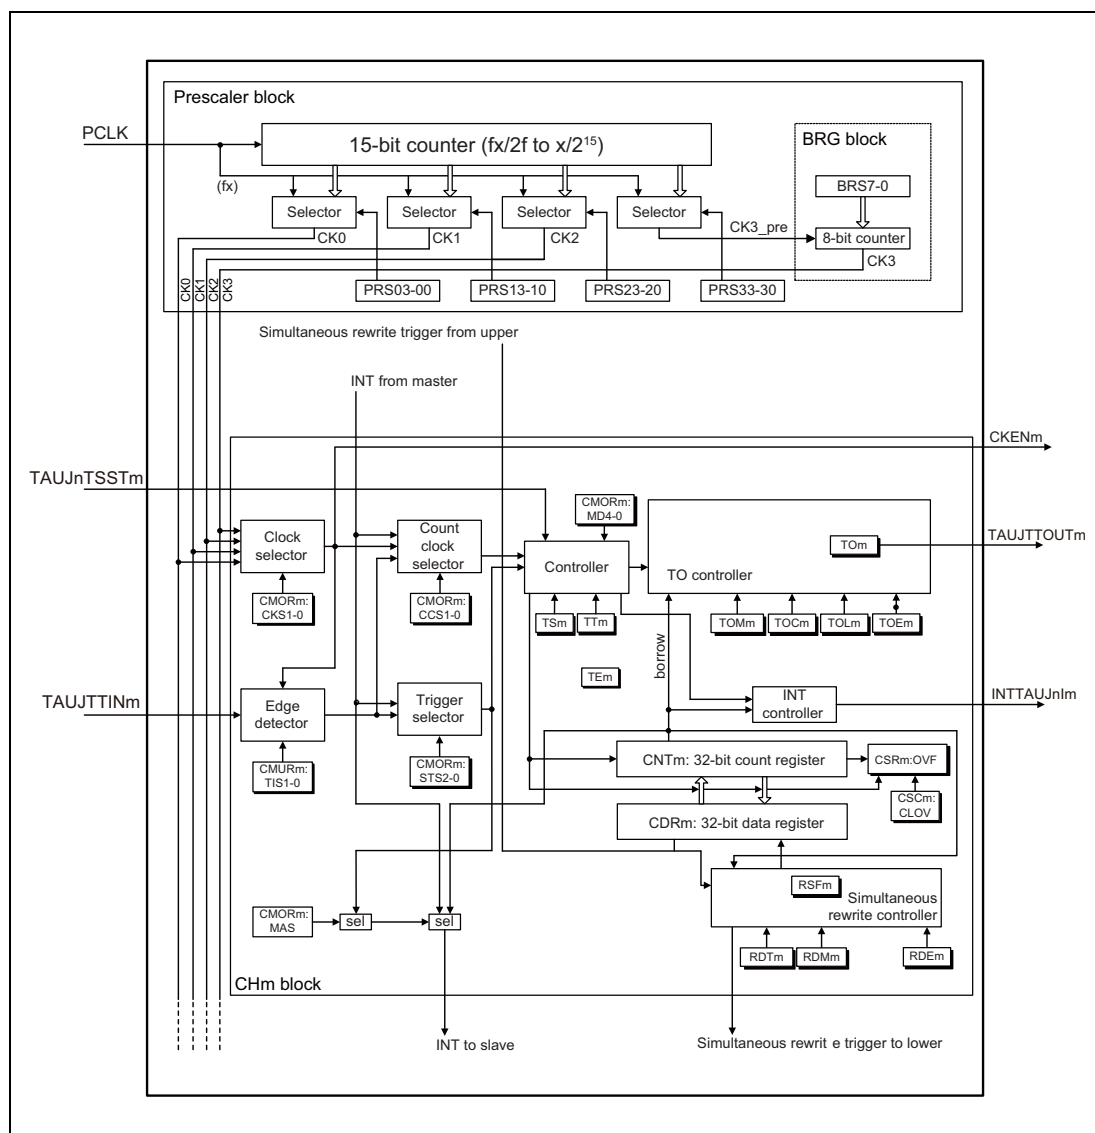 Prescaler block
PCLK
15-bit counter (fx/2f to x/2¹⁵)
BRG block
(fx)
BRS7-0
Selector
Selector
Selector
Selector
CK3_pre
8-bit counter
CK0
CK1
CK2
CK3
CK0
CK1
CK2
CK3
PRS03-00
PRS13-10
PRS23-20
PRS33-30
Simultaneous rewrite trigger from upper
INT from master
CKENm
TAUJnTSSTm
CMORm:
MD4-0
Clock
selector
Count
clock
selector
Controller
TOm
TO controller
TAUJTTOUTm
CMORm:
CKS1-0
CMORm:
CCS1-0
TSm
TTm
TOMm
TOCm
TOLm
TOEm
borrow
TEm
TAUJTTINm
Edge
detector
Trigger
selector
INT
controller
INTTAUJnIm
CMURm:
TIS1-0
CMORm:
STS2-0
CNTm: 32-bit count register
CSRm:OVF
CSCm:
CLOV
CDRm: 32-bit data register
RSFm
Simultaneous
rewrite controller
CMORm:
MAS
sel
sel
RDTm
RDMm
RDEm
CHm block
INT to slave
Simultaneous rewrit e trigger to lower